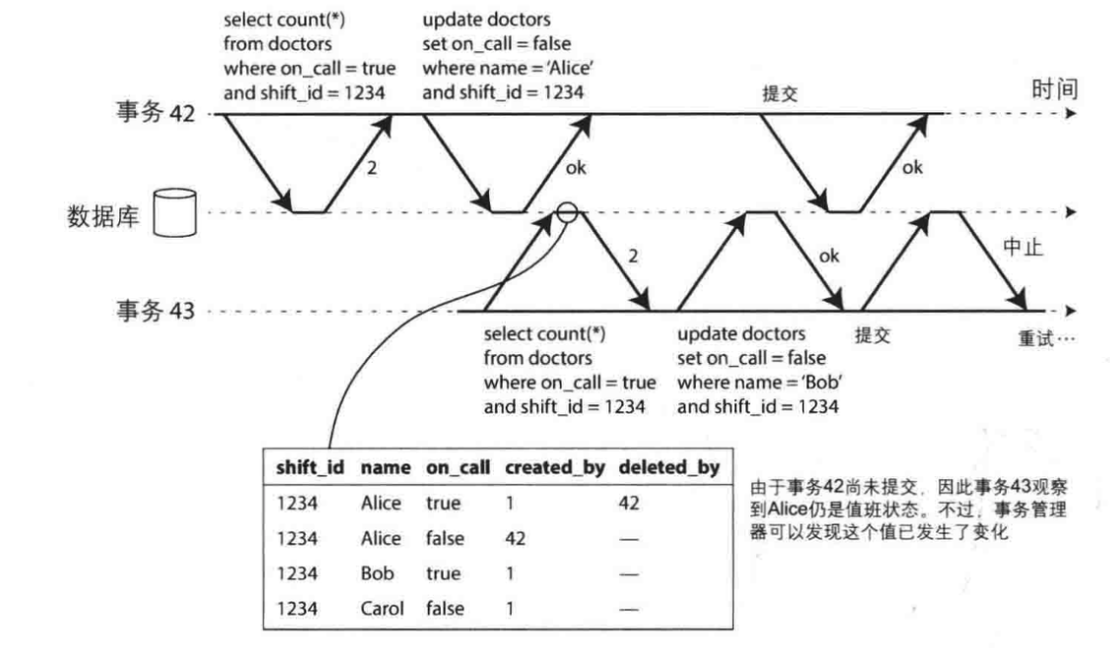 select count(*)
from doctors
where on_call = true
and shift_id = 1234
update doctors
set on_call = false
where name = 'Alice'
and shift_id = 1234
提交
时间
事务 42
2
ok
ok
数据库
2
ok
中止
事务 43
select count(*)
from doctors
where on_call = true
and shift_id = 1234
update doctors
set on_call = false
where name = 'Bob'
and shift_id = 1234
提交
重试…
shift_id name on_call created_by deleted_by
1234 Alice true 1 42
1234 Alice false 42 —
1234 Bob true 1 —
1234 Carol false 1 —
由于事务42尚未提交，因此事务43观察
到Alice仍是值班状态。不过，事务管理
器可以发现这个值已发生了变化